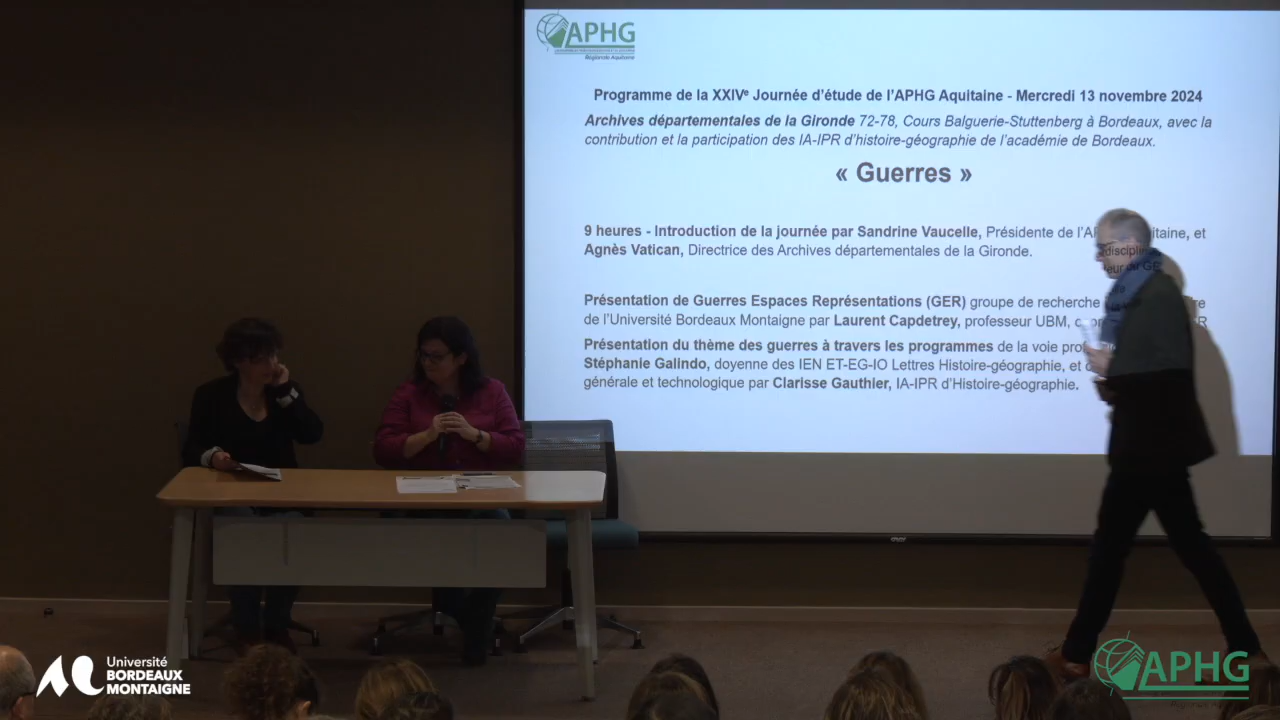 APHG
Régionale Aquitaine
Programme de la XXIVᵉ Journée d'étude de l'APHG Aquitaine - Mercredi 13 novembre 2024
Archives départementales de la Gironde 72-78, Cours Balguerie-Stuttenberg à Bordeaux, avec la
contribution et la participation des IA-IPR d'histoire-géographie de l'académie de Bordeaux.
« Guerres »
9 heures - Introduction de la journée par Sandrine Vaucelle, Présidente de l'AP itaine, et
Agnès Vatican, Directrice des Archives départementales de la Gironde.
Présentation de Guerres Espaces Représentations (GER) groupe de recherche
de l'Université Bordeaux Montaigne par Laurent Capdetrey, professeur UBM,
Présentation du thème des guerres à travers les programmes de la voie
Stéphanie Galindo, doyenne des IEN ET-EG-IO Lettres Histoire-géographie, et
générale et technologique par Clarisse Gauthier, IA-IPR d'Histoire-géographie.
Université
BORDEAUX
MONTAIGNE
APHG